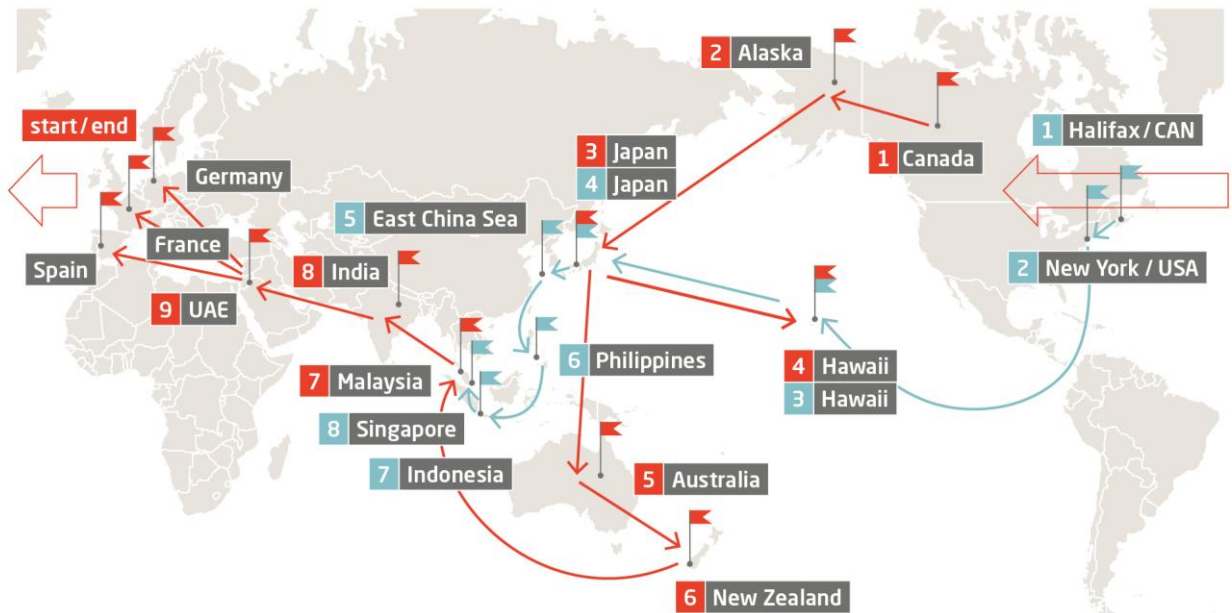 2 Alaska
start/end
1 Halifax/CAN
3 Japan
4 Japan
1 Canada
Germany
5 East China Sea
France
Spain
8 India
2 New York / USA
9 UAE
6 Philippines
4 Hawaii
3 Hawaii
7 Malaysia
8 Singapore
7 Indonesia
5 Australia
6 New Zealand